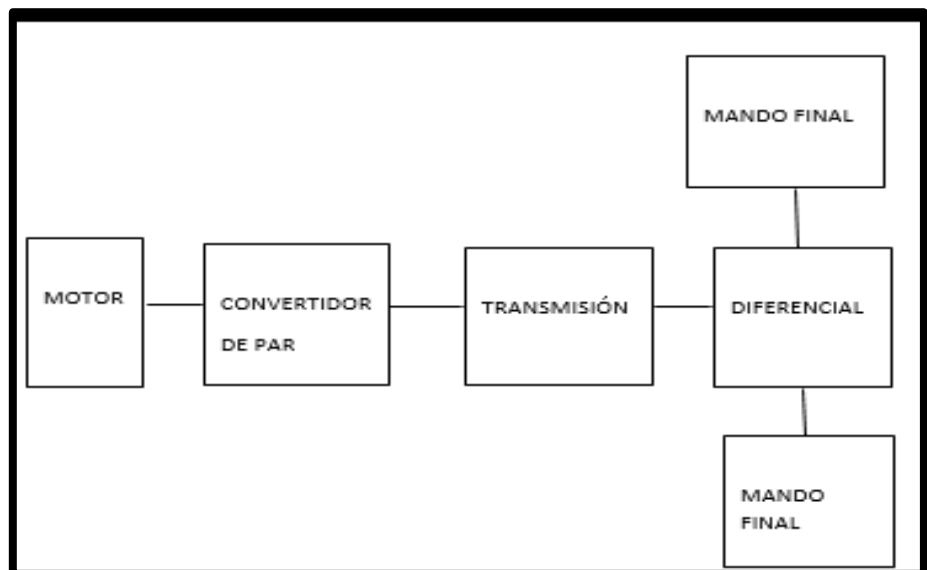 MANDO FINAL
MOTOR
CONVERTIDOR
DE PAR
TRANSMISIÓN
DIFERENCIAL
MANDO
FINAL